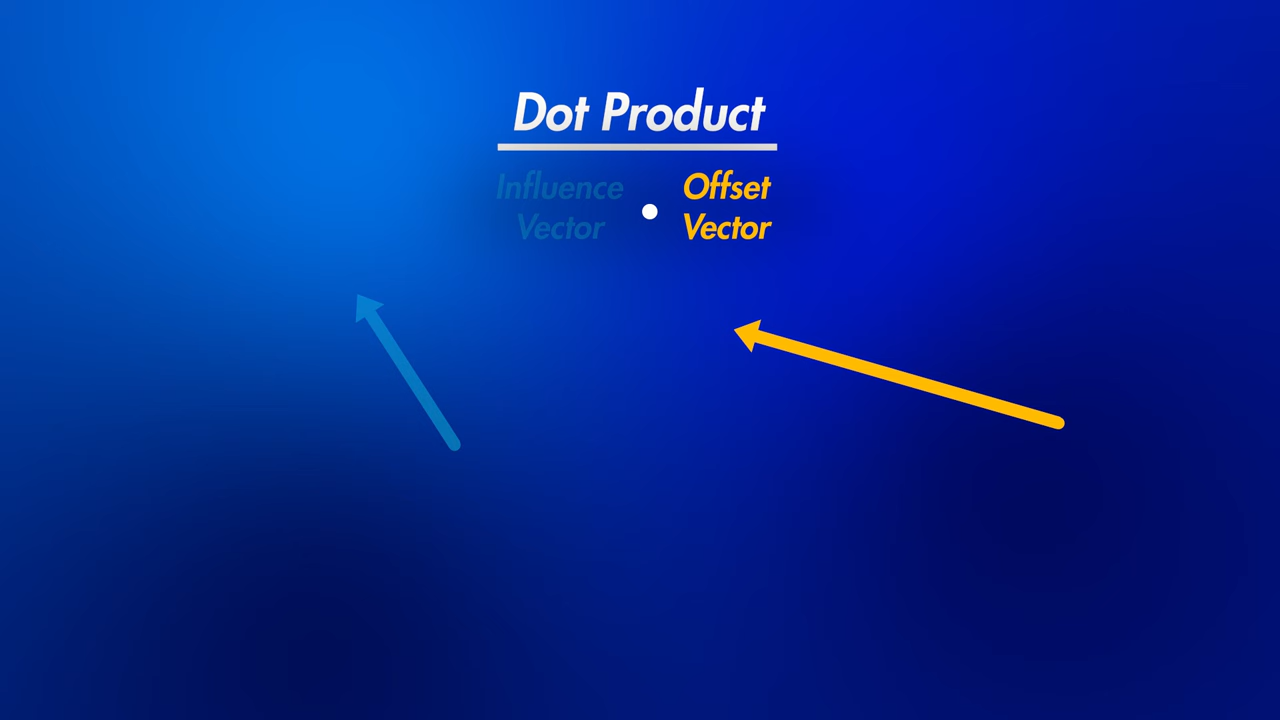 Dot Product
Influence
Vector
•
Offset
Vector